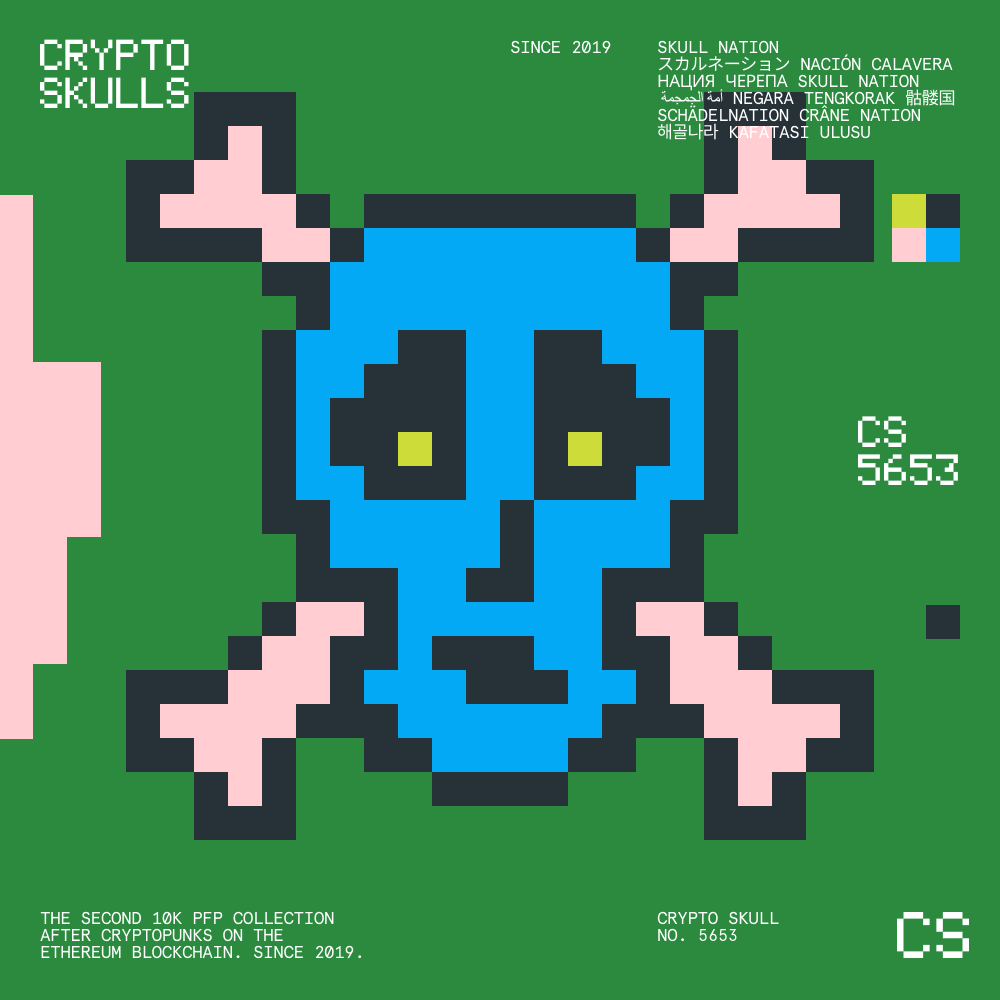 CRYPTO
SKULLS
SINCE 2019
SKULL NATION
スカルネーション NACIÓN CALAVERA
НАЦИЯ ЧЕРЕПА SKULL NATION
أمة الجمجمة NEGARA TENGKORAK 骷髅国
SCHÄDELNATION CRÂNE NATION
해골나라 KAFATASI ULUSU
CS
5653
THE SECOND 10K PFP COLLECTION
AFTER CRYPTOPUNKS ON THE
ETHEREUM BLOCKCHAIN. SINCE 2019.
CRYPTO SKULL
NO. 5653
CS